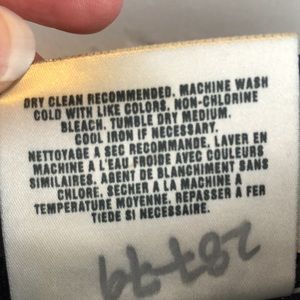 DRY CLEAN RECOMMENDED. MACHINE WASH
COLD WITH LIKE COLORS. NON-CHLORINE
BLEACH. TUMBLE DRY MEDIUM.
COOL IRON IF NECESSARY.
NETTOYAGE A SEC RECOMMANDE. LAVER EN
MACHINE A L'EAU FROISE AVEC COULEURS
SIMILAIRES. AGENT DE BLANCHIMENT SANS
CHLORE. SECHER A LA MACHINE A
TEMPERATURE MOYENNE. REPASSER A FER
TIEDE SI NECESSAIRE.